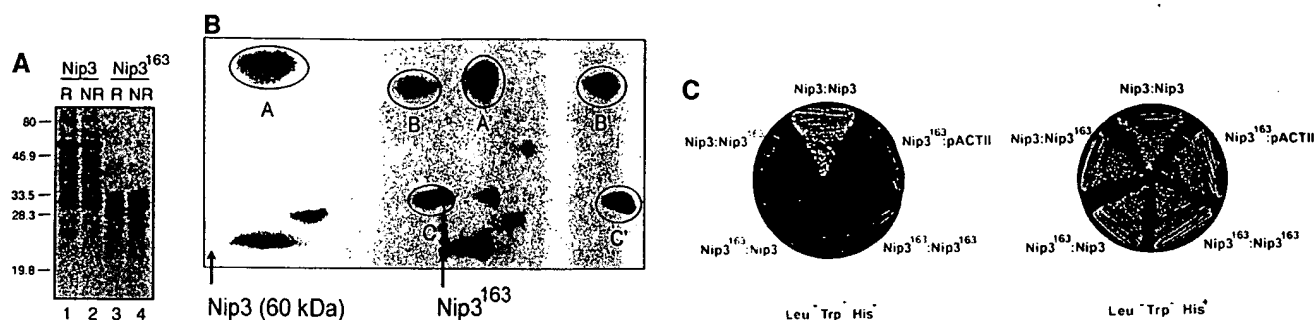 A
Nip3 Nip3163
R NR R NR
80
46.9
33.5
28.3
19.8
1 2 3 4
B
A
B A B'
C C'
Nip3 (60 kDa)
Nip3163
C
Nip3:Nip3
Nip3:Nip3163
Nip3163:pACTII
Nip3163:Nip3
Nip3163:Nip3163
Leu- Trp- His-
Nip3:Nip3
Nip3:Nip3163
Nip3163:pACTII
Nip3163:Nip3
Nip3163:Nip3163
Leu- Trp- His+